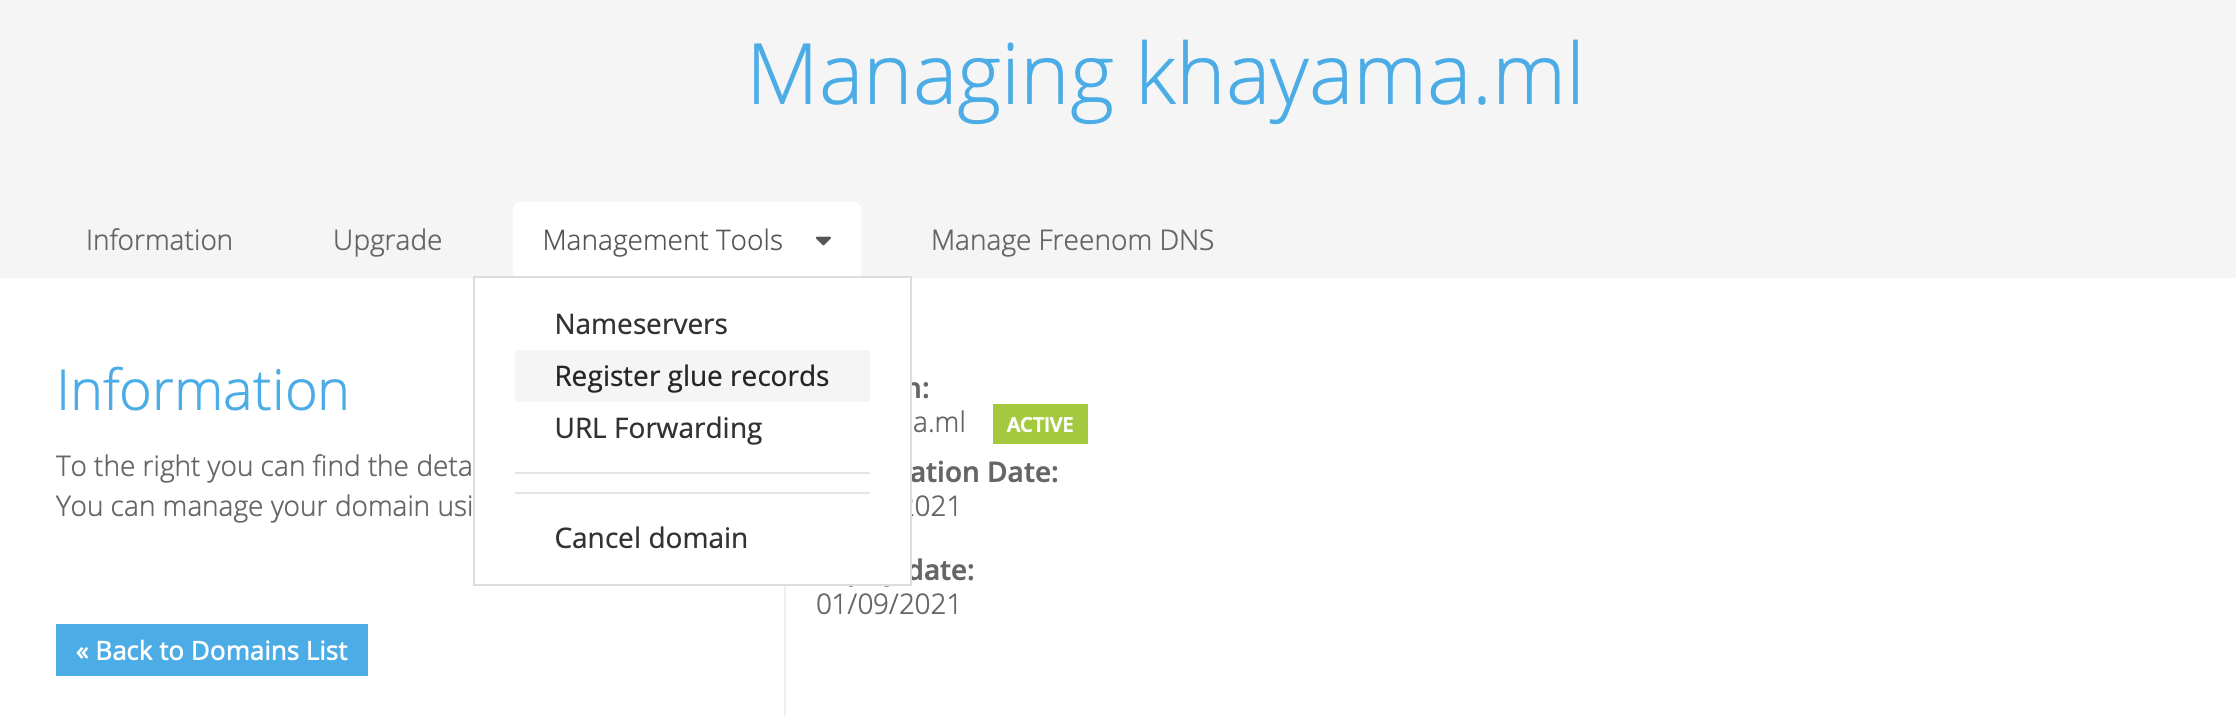 Managing khayama.ml
Information
Upgrade
Management Tools
Manage Freenom DNS
Nameservers
Register glue records
URL Forwarding
Cancel domain
Information
To the right you can find the deta
You can manage your domain usi
« Back to Domains List
n:
a.ml
ACTIVE
ation Date:
2021
date:
01/09/2021